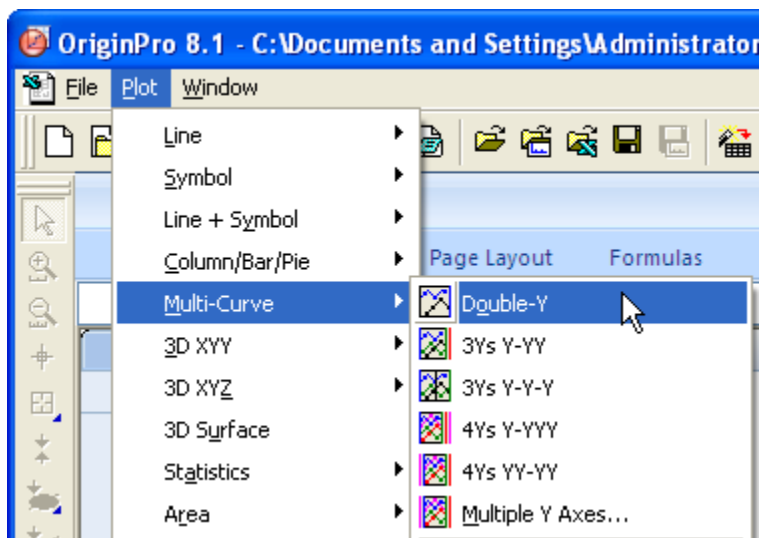 OriginPro 8.1 - C:\Documents and Settings\Administrator
File Plot Window
Line
Symbol
Line + Symbol
Column/Bar/Pie
Page Layout Formulas
Multi-Curve
Double-Y
3D XYY
3Ys Y-YY
3D XYZ
3Ys Y-Y-Y
3D Surface
4Ys Y-YYY
Statistics
4Ys YY-YY
Area
Multiple Y Axes...